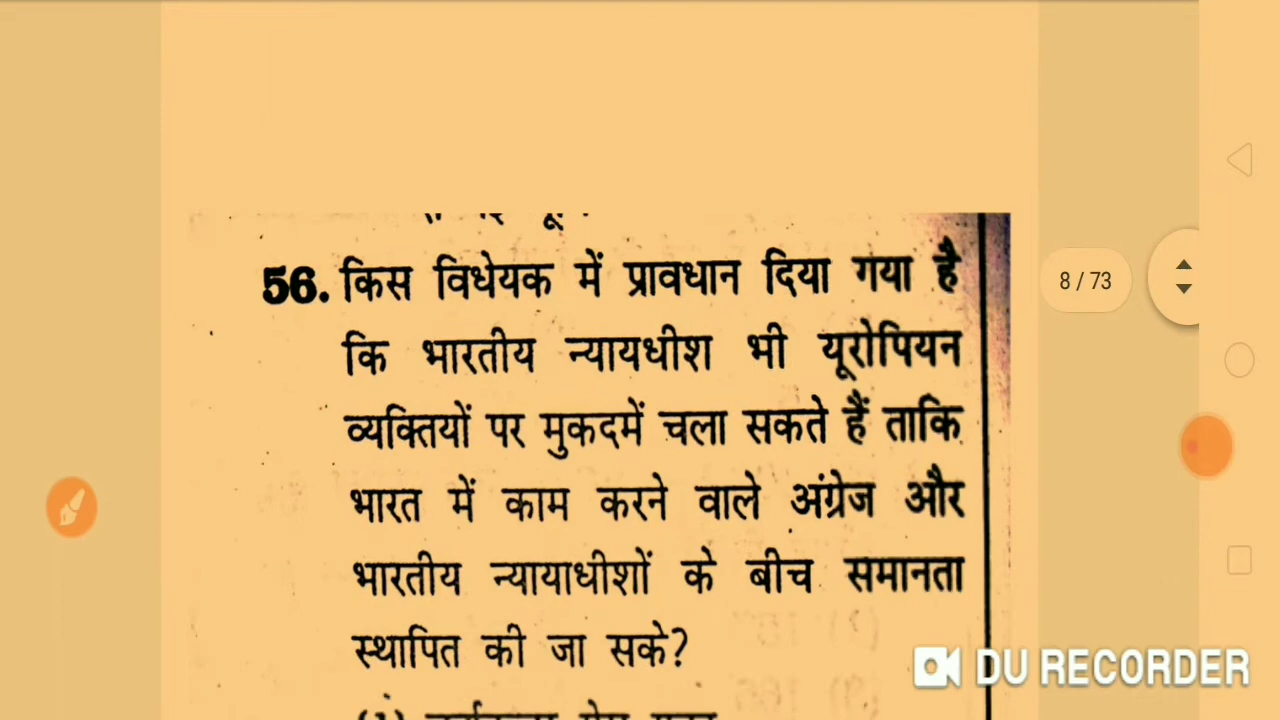 56. किस विधेयक में प्रावधान दिया गया है
कि भारतीय न्यायधीश भी यूरोपियन
व्यक्तियों पर मुकदमें चला सकते हैं ताकि
भारत में काम करने वाले अंग्रेज और
भारतीय न्यायाधीशों के बीच समानता
स्थापित की जा सके?
8 / 73
DU RECORDER